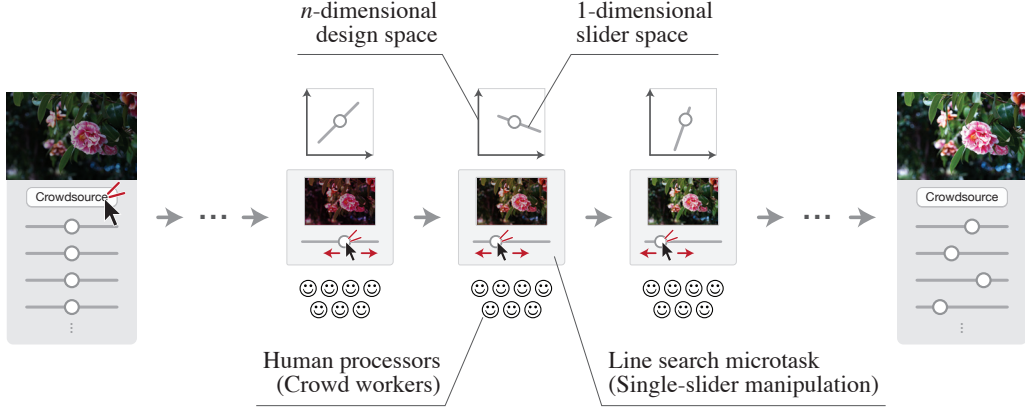 n-dimensional
design space
1-dimensional
slider space
Crowdsource
...
...
Crowdsource
Human processors
(Crowd workers)
Line search microtask
(Single-slider manipulation)